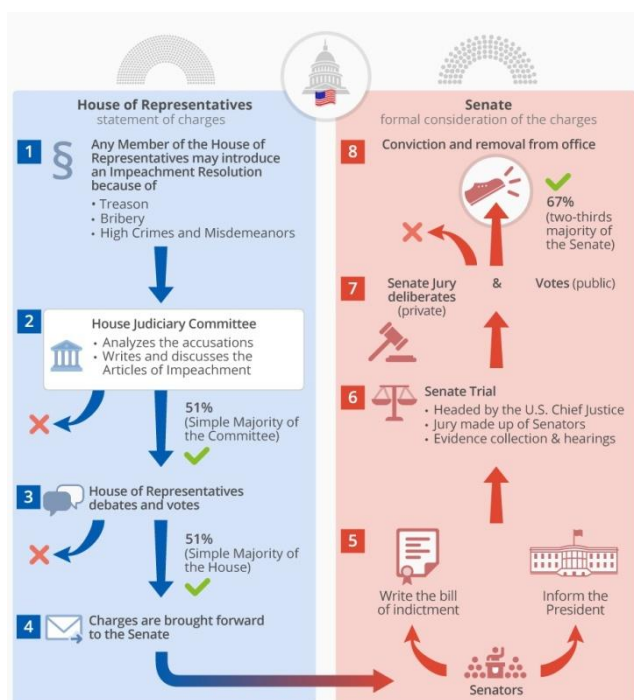 House of Representatives
statement of charges
1
§
Any Member of the House of
Representatives may introduce
an Impeachment Resolution
because of
• Treason
• Bribery
• High Crimes and Misdemeanors
2
House Judiciary Committee
• Analyzes the accusations
• Writes and discusses the
Articles of Impeachment
51%
(Simple Majority of
the Committee)
3
House of Representatives
debates and votes
51%
(Simple Majority of
the House)
4
Charges are brought forward
to the Senate
Senate
formal consideration of the charges
8
Conviction and removal from office
67%
(two-thirds
majority of
the Senate)
7
Senate Jury
deliberates
(private)
&
Votes (public)
6
Senate Trial
• Headed by the U.S. Chief Justice
• Jury made up of Senators
• Evidence collection & hearings
5
Write the bill
of indictment
Inform the
President
Senators